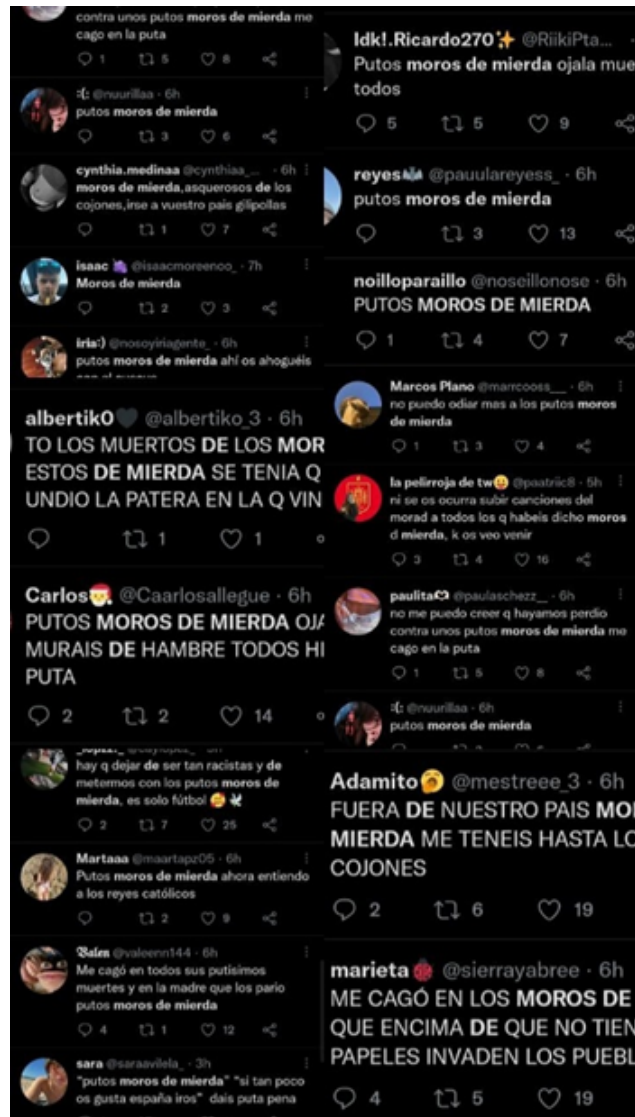 contra unos putos moros de mierda me
cago en la puta
1 5 8
:(: @nuurillaa · 6h
putos moros de mierda
3 6
cynthia.medinaa @cynthiaa_... · 6h
moros de mierda,asquerosos de los
cojones,irse a vuestro pais gilipollas
1 7
isaac @isaacmoreenoo_ · 7h
Moros de mierda
2 3
iria:) @nosoyiriagente_ · 6h
putos moros de mierda ahí os ahoguéis
albertik0🖤 @albertiko_3 · 6h
TO LOS MUERTOS DE LOS MOR
ESTOS DE MIERDA SE TENIA Q
UNDIO LA PATERA EN LA Q VIN
1 1
Carlos🎅 @Caarlosallegue · 6h
PUTOS MOROS DE MIERDA OJA
MURAIS DE HAMBRE TODOS HI
PUTA
2 2 14
hay q dejar de ser tan racistas y de
metermos con los putos moros de
mierda, es solo fútbol
2 7 25
Martaaa @maartapz05 · 6h
Putos moros de mierda ahora entiendo
a los reyes católicos
2 9
Balen @valeenn144 · 6h
Me cagó en todos sus putisimos
muertes y en la madre que los pario
putos moros de mierda
4 1 12
sara @saraavilela_ · 3h
"putos moros de mierda" "si tan poco
os gusta españa iros" dais puta pena
Idk!.Ricardo270✨ @RiikiPta...
Putos moros de mierda ojala mue
todos
5 5 9
reyes🦇 @pauulareyess_ · 6h
putos moros de mierda
3 13
noilloparaillo @noseillonose · 6h
PUTOS MOROS DE MIERDA
1 4 7
Marcos Plano @marrcooss___ · 6h
no puedo odiar mas a los putos moros
de mierda
1 3 4
la pelirroja de tw😛 @paatriic8 · 5h
ni se os ocurra subir canciones del
morad a todos los q habeis dicho moros
d mierda, k os veo venir
3 4 16
paulita @paulaschezz__ · 6h
no me puedo creer q hayamos perdio
contra unos putos moros de mierda me
cago en la puta
1 5 8
:(: @nuurillaa · 6h
putos moros de mierda
Adamito🥱 @mestreee_3 · 6h
FUERA DE NUESTRO PAIS MO
MIERDA ME TENEIS HASTA LO
COJONES
2 6 19
marieta🐞 @sierrayabree · 6h
ME CAGÓ EN LOS MOROS DE
QUE ENCIMA DE QUE NO TIEN
PAPELES INVADEN LOS PUEBL
4 5 19